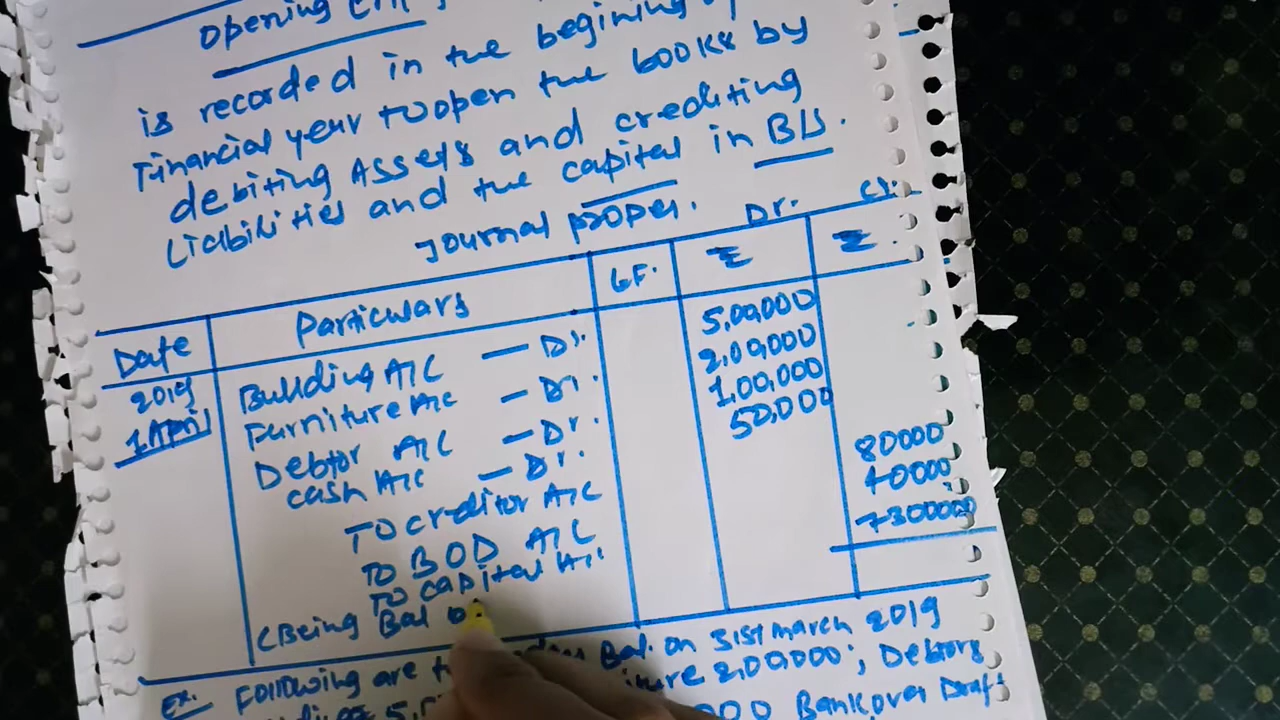 opening
is recorded in the begining
Financial year to open the books by
debiting Assets and crediting
Liabilities and the capital in B/S.
Journal proper.
Dr. Cr.
Date Particulars L.F. ₹ ₹
2019 Building A/C — Dr. 5,00,000
1 April Furniture A/C — Dr. 2,00,000
Debtor A/C — Dr. 1,00,000
cash A/C — Dr. 50,000
To creditor A/C 80000
To BOD A/C 40000
To capital A/C 7300000
(Being Bal
Ex: Following are Bal. on 31st march 2019
2,00,000; Debtors
Bank over Draft